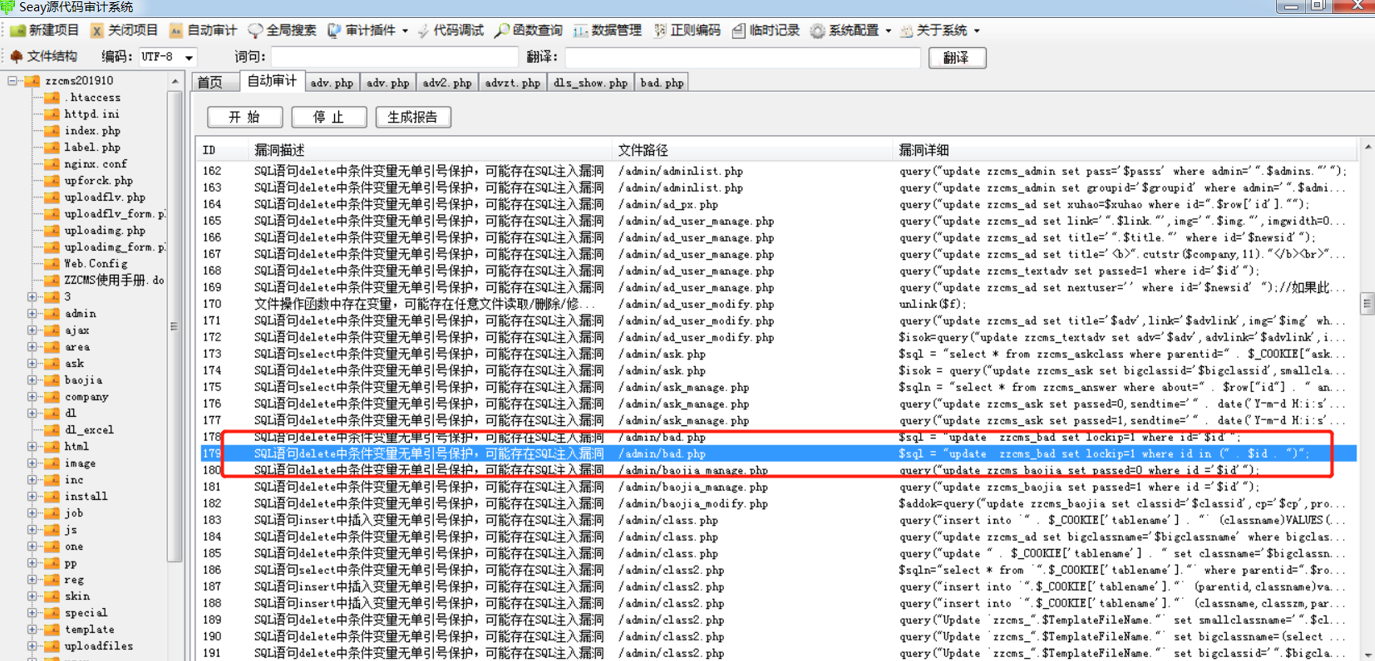 Seay源代码审计系统
新建项目 关闭项目 自动审计 全局搜素 审计插件 代码调试 函数查询 数据管理 正则编码 临时记录 系统配置 关于系统
文件结构 编码: UTF-8 词句: 翻译: 翻译
首页 自动审计 adv.php adv.php adv2.php advzt.php dls_show.php bad.php
zzcms201910
.htaccess
httpd.ini
index.php
label.php
nginx.conf
upforck.php
uploadflv.php
uploadflv_form.p
uploadimg.php
uploadimg_form.p
Web.Config
ZZCMS使用手册.do
3
admin
ajax
area
ask
baojia
company
dl
dl_excel
html
image
inc
install
job
js
one
pp
reg
skin
special
template
uploadfiles
开 始 停 止 生成报告
ID 漏洞描述 文件路径 漏洞详细
162 SQL语句delete中条件变量无单引号保护，可能存在SQL注入漏洞 /admin/adminlist.php query("update zzcms_admin set pass='$passs' where admin='".$admins."'");
163 SQL语句delete中条件变量无单引号保护，可能存在SQL注入漏洞 /admin/adminlist.php query("update zzcms_admin set groupid='$groupid' where admin='".$admi...
164 SQL语句delete中条件变量无单引号保护，可能存在SQL注入漏洞 /admin/ad_px.php query("update zzcms_ad set xuhao=$xuhao where id=".$row['id']."");
165 SQL语句delete中条件变量无单引号保护，可能存在SQL注入漏洞 /admin/ad_user_manage.php query("update zzcms_ad set link='".$link."',img='".$img."',imgwidth=0...
166 SQL语句delete中条件变量无单引号保护，可能存在SQL注入漏洞 /admin/ad_user_manage.php query("update zzcms_ad set title='".$title."' where id='$newsid'");
167 SQL语句delete中条件变量无单引号保护，可能存在SQL注入漏洞 /admin/ad_user_manage.php query("update zzcms_ad set title='<b>".cutstr($company,11)."</b><br>"...
168 SQL语句delete中条件变量无单引号保护，可能存在SQL注入漏洞 /admin/ad_user_manage.php query("update zzcms_textadv set passed=1 where id='$id'");
169 SQL语句delete中条件变量无单引号保护，可能存在SQL注入漏洞 /admin/ad_user_manage.php query("update zzcms_ad set nextuser='' where id='$newsid' ");//如果此...
170 文件操作函数中存在变量，可能存在任意文件读取/删除/修... /admin/ad_user_modify.php unlink($f);
171 SQL语句delete中条件变量无单引号保护，可能存在SQL注入漏洞 /admin/ad_user_modify.php query("update zzcms_ad set title='$adv',link='$advlink',img='$img' wh...
172 SQL语句delete中条件变量无单引号保护，可能存在SQL注入漏洞 /admin/ad_user_modify.php $isok=query("update zzcms_textadv set adv='$adv',advlink='$advlink',i...
173 SQL语句select中条件变量无单引号保护，可能存在SQL注入漏洞 /admin/ask.php $sql = "select * from zzcms_askclass where parentid=" . $_COOKIE["ask...
174 SQL语句delete中条件变量无单引号保护，可能存在SQL注入漏洞 /admin/ask.php $isok = query("update zzcms_ask set bigclassid='$bigclassid',smallcla...
175 SQL语句select中条件变量无单引号保护，可能存在SQL注入漏洞 /admin/ask_manage.php $sqln = "select * from zzcms_answer where about=" . $row["id"] . " an...
176 SQL语句delete中条件变量无单引号保护，可能存在SQL注入漏洞 /admin/ask_manage.php query("update zzcms_ask set passed=0,sendtime='" . date('Y-m-d H:i:s'...
177 SQL语句delete中条件变量无单引号保护，可能存在SQL注入漏洞 /admin/ask_manage.php query("update zzcms_ask set passed=1,sendtime='" . date('Y-m-d H:i:s'...
178 SQL语句delete中条件变量无单引号保护，可能存在SQL注入漏洞 /admin/bad.php $sql = "update  zzcms_bad set lockip=1 where id='$id'";
179 SQL语句delete中条件变量无单引号保护，可能存在SQL注入漏洞 /admin/bad.php $sql = "update  zzcms_bad set lockip=1 where id in (" . $id . ")";
180 SQL语句delete中条件变量无单引号保护，可能存在SQL注入漏洞 /admin/baojia_manage.php query("update zzcms_baojia set passed=0 where id ='$id'");
181 SQL语句delete中条件变量无单引号保护，可能存在SQL注入漏洞 /admin/baojia_manage.php query("update zzcms_baojia set passed=1 where id ='$id'");
182 SQL语句delete中条件变量无单引号保护，可能存在SQL注入漏洞 /admin/baojia_modify.php $addok=query("update zzcms_baojia set classid='$classid',cp='$cp',pro...
183 SQL语句insert中插入变量无单引号保护，可能存在SQL注入漏洞 /admin/class.php query("insert into `" . $_COOKIE['tablename'] . "` (classname)VALUES(...
184 SQL语句delete中条件变量无单引号保护，可能存在SQL注入漏洞 /admin/class.php query("update zzcms_ad set bigclassname='$bigclassname' where bigclas...
185 SQL语句delete中条件变量无单引号保护，可能存在SQL注入漏洞 /admin/class.php query("update " . $_COOKIE['tablename'] . " set classname='$bigclassn...
186 SQL语句select中条件变量无单引号保护，可能存在SQL注入漏洞 /admin/class2.php $sqln="select * from `".$_COOKIE['tablename']."` where parentid=".$ro...
187 SQL语句insert中插入变量无单引号保护，可能存在SQL注入漏洞 /admin/class2.php query("insert into `".$_COOKIE['tablename']."` (parentid,classname)va...
188 SQL语句insert中插入变量无单引号保护，可能存在SQL注入漏洞 /admin/class2.php query("insert into `".$_COOKIE['tablename']."` (classname,classzm,par...
189 SQL语句delete中条件变量无单引号保护，可能存在SQL注入漏洞 /admin/class2.php query("Update `zzcms_".$TemplateFileName."` set smallclassname='".$cl...
190 SQL语句delete中条件变量无单引号保护，可能存在SQL注入漏洞 /admin/class2.php query("Update `zzcms_".$TemplateFileName."` set bigclassname=(select ...
191 SQL语句delete中条件变量无单引号保护，可能存在SQL注入漏洞 /admin/class2.php query("Update `zzcms_".$TemplateFileName."` set bigclassid='".$bigcla...